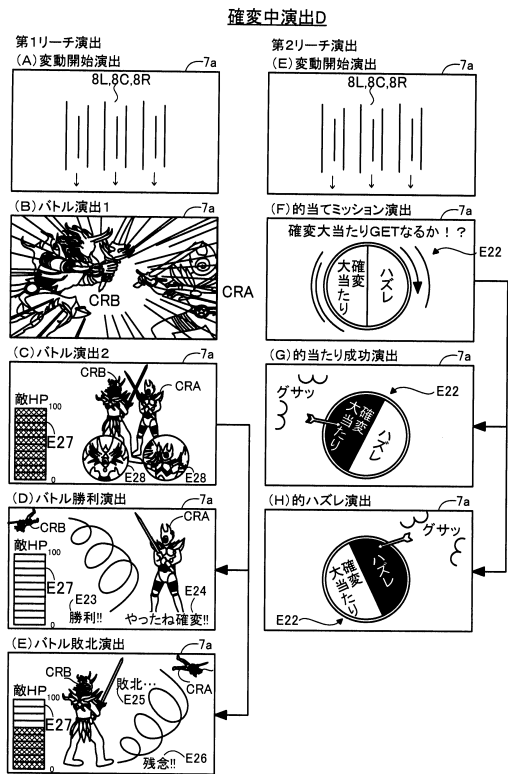 確変中演出D
第1リーチ演出
(A)変動開始演出
7a
8L,8C,8R
(B)バトル演出1
7a
CRB
CRA
(C)バトル演出2
7a
CRB
CRA
敵HP
100
E27
0
E28
E28
(D)バトル勝利演出
7a
CRB
CRA
敵HP
100
E27
0
E23
勝利!!
E24
やったね確変!!
(E)バトル敗北演出
7a
CRB
敗北…
E25
CRA
敵HP
100
E27
0
E26
残念!!
第2リーチ演出
(E)変動開始演出
7a
8L,8C,8R
(F)的当てミッション演出
7a
確変大当たりGETなるか!?
E22
確変
大当たり
ハズレ
(G)的当たり成功演出
7a
グサッ
E22
確変
大当たり
ハズレ
(H)的ハズレ演出
7a
グサッ
確変
大当たり
ハズレ
E22